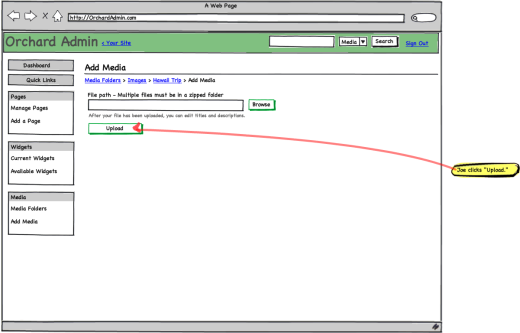 A Web Page
http://OrchardAdmin.com
Orchard Admin < Your Site
Media
Search
Sign Out
Dashboard
Quick Links
Pages
Manage Pages
Add a Page
Widgets
Current Widgets
Available Widgets
Media
Media Folders
Add Media
Add Media
Media Folders > Images > Hawaii Trip > Add Media
File path - Multiple files must be in a zipped folder
Browse
After your file has been uploaded, you can edit titles and descriptions.
Upload
Joe clicks "Upload."